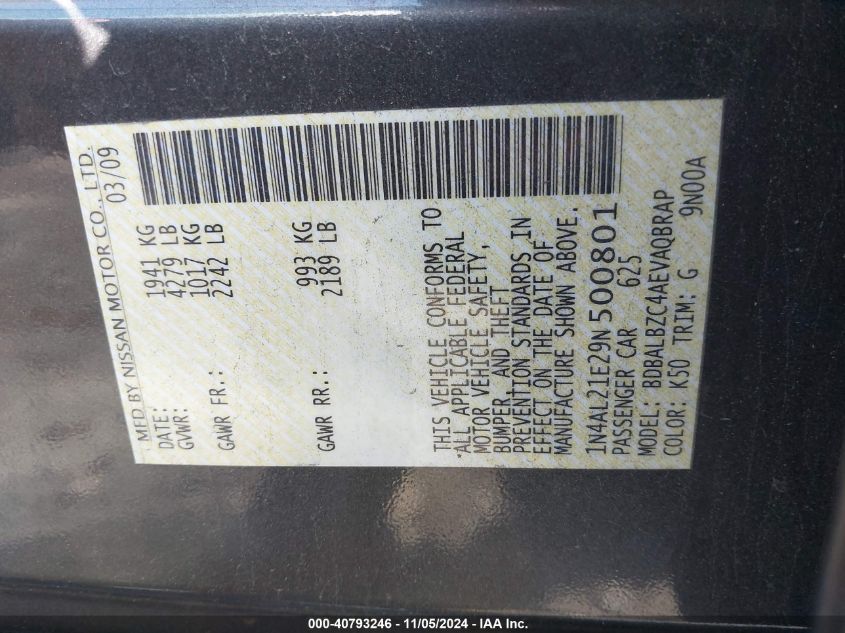 MFD BY NISSAN MOTOR CO., LTD.
DATE: 03/09
GVWR: 1941 KG
4279 LB
GAWR FR.: 1017 KG
2242 LB
GAWR RR.: 993 KG
2189 LB
THIS VEHICLE CONFORMS TO
ALL APPLICABLE FEDERAL
MOTOR VEHICLE SAFETY,
BUMPER AND THEFT
PREVENTION STANDARDS IN
EFFECT ON THE DATE OF
MANUFACTURE SHOWN ABOVE.
1N4AL21E29N500801
PASSENGER CAR 625
MODEL: BDBALBZC4AEVAQBRAP
COLOR: K50 TRIM: G 9N00A
000-40793246 - 11/05/2024 - IAA Inc.